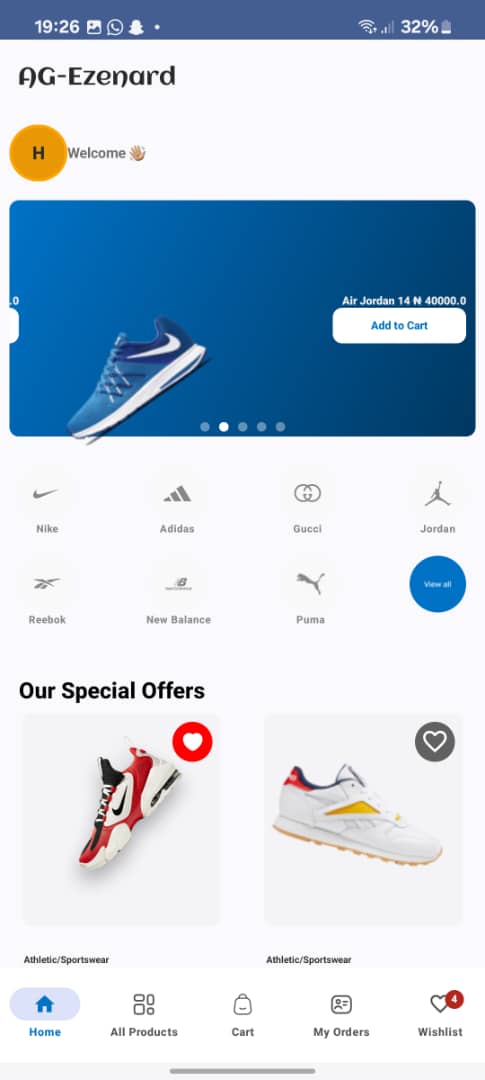 19:26
32%
AG-Ezenard
H
Welcome 👋🏼
.0
Air Jordan 14 ₦ 40000.0
Add to Cart
Nike
Adidas
Gucci
Jordan
View all
Reebok
New Balance
Puma
Our Special Offers
Athletic/Sportswear
Athletic/Sportswear
4
Home
All Products
Cart
My Orders
Wishlist